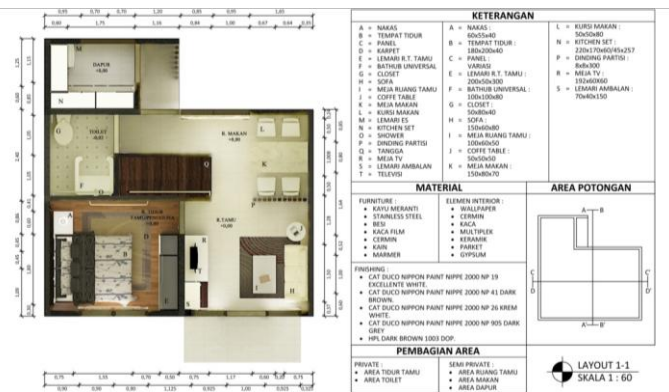 KETERANGAN
A = NAKAS
B = TEMPAT TIDUR
C = PANEL
D = KARPET
E = LEMARI R.T. TAMU
F = BATHUB UNIVERSAL
G = CLOSET
H = SOFA
I = MEJA RUANG TAMU
J = COFFE TABLE
K = MEJA MAKAN
L = KURSI MAKAN
M = LEMARI ES
N = KITCHEN SET
O = SHOWER
P = DINDING PARTISI
Q = TANGGA
R = MEJA TV
S = LEMARI AMBALAN
T = TELEVISI
A = NAKAS :
60x55x40
B = TEMPAT TIDUR :
180x200x40
C = PANEL :
VARIASI
E = LEMARI R.T. TAMU :
200x50x300
F = BATHUB UNIVERSAL :
100x100x80
G = CLOSET :
50x80x40
H = SOFA :
150x60x80
I = MEJA RUANG TAMU :
100x60x50
J = COFFE TABLE :
50x50x50
K = MEJA MAKAN :
150x80x70
L = KURSI MAKAN :
50x50x80
N = KITCHEN SET :
220x170x60/45x257
P = DINDING PARTISI :
8x8x300
R = MEJA TV :
192x60X60
S = LEMARI AMBALAN :
70x40x150
MATERIAL
FURNITURE :
• KAYU MERANTI
• STAINLESS STEEL
• BESI
• KACA FILM
• CERMIN
• KAIN
• MARMER
ELEMEN INTERIOR :
• WALLPAPER
• CERMIN
• KACA
• MULTIPLEK
• KERAMIK
• PARKET
• GYPSUM
AREA POTONGAN
A B
C C'
D D'
A' B'
FINISHING :
• CAT DUCO NIPPON PAINT NIPPE 2000 NP 19
EXCELLENTE WHITE.
• CAT DUCO NIPPON PAINT NIPPE 2000 NP 41 DARK
BROWN.
• CAT DUCO NIPPON PAINT NIPPE 2000 NP 26 KREM
WHITE.
• CAT DUCO NIPPON PAINT NIPPE 2000 NP 905 DARK
GREY
• HPL DARK BROWN 1003 DOP.
PEMBAGIAN AREA
PRIVATE :
• AREA TIDUR TAMU
• AREA TOILET
SEMI PRIVATE :
• AREA RUANG TAMU
• AREA MAKAN
• AREA DAPUR
LAYOUT 1-1
SKALA 1 : 60
M
DAPUR
N
G
TOILET
F
O
Q
R. MAKAN
L
K
P
R. TAMU
A
D
B
E
R
T
S
I
H